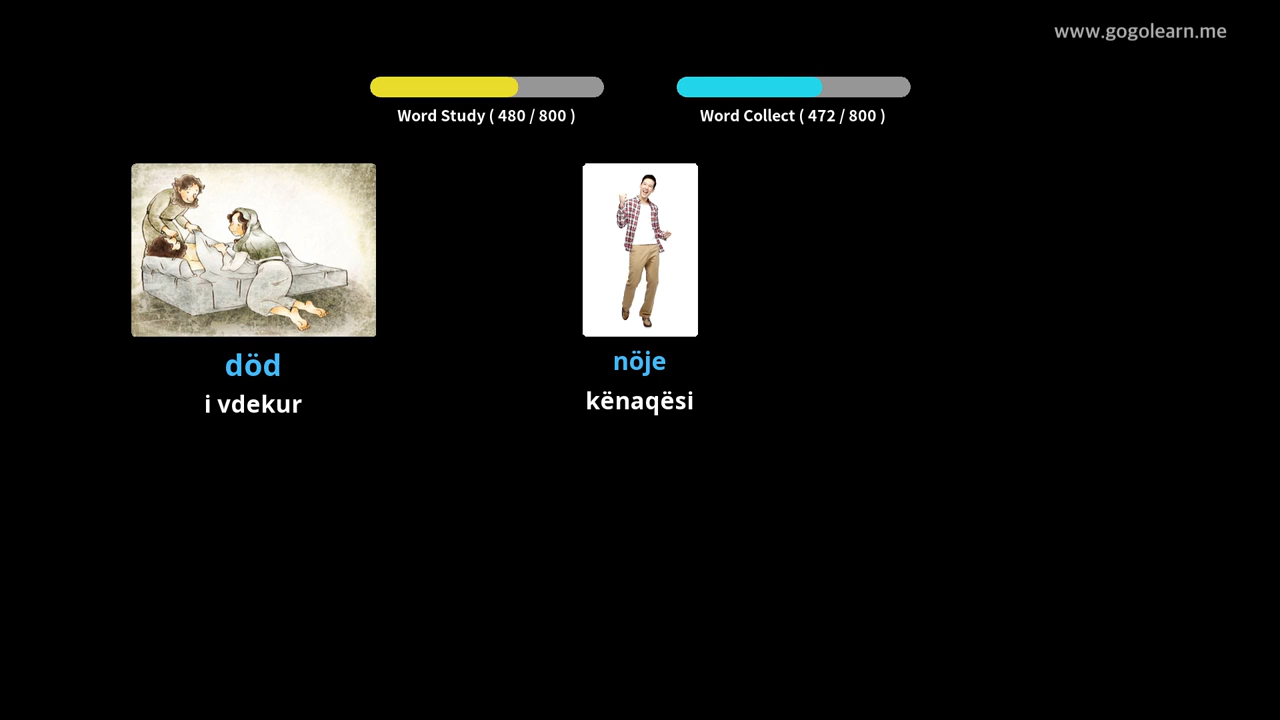 www.gogolearn.me
Word Study ( 480 / 800 )
Word Collect ( 472 / 800 )
död
i vdekur
nöje
kënaqësi